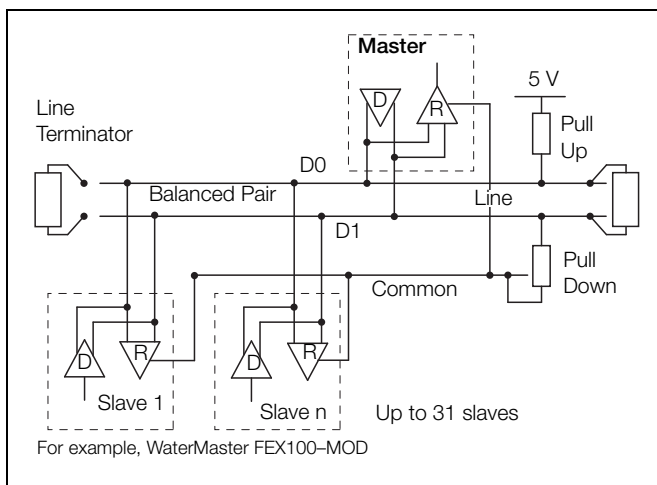 Master
5 V
D
R
Line
Terminator
Pull
Up
D0
Balanced Pair
Line
D1
Common
Pull
Down
D
R
D
R
Slave 1
Slave n
Up to 31 slaves
For example, WaterMaster FEX100–MOD